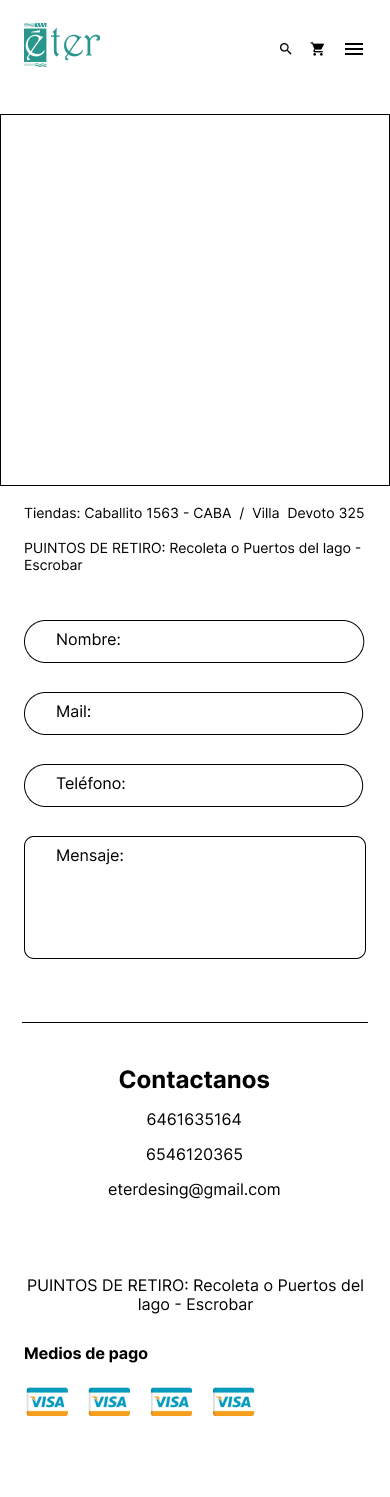 éter
Tiendas: Caballito 1563 - CABA / Villa Devoto 325
PUINTOS DE RETIRO: Recoleta o Puertos del lago -
Escrobar
Nombre:
Mail:
Teléfono:
Mensaje:
Contactanos
6461635164
6546120365
eterdesing@gmail.com
PUINTOS DE RETIRO: Recoleta o Puertos del
lago - Escrobar
Medios de pago
VISA VISA VISA VISA